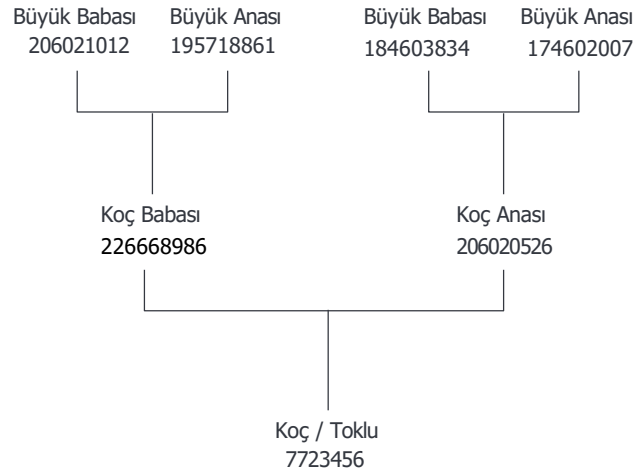 Büyük Babası Büyük Anası Büyük Babası Büyük Anası
206021012 195718861 184603834 174602007
Koç Babası Koç Anası
226668986 206020526
Koç / Toklu
7723456